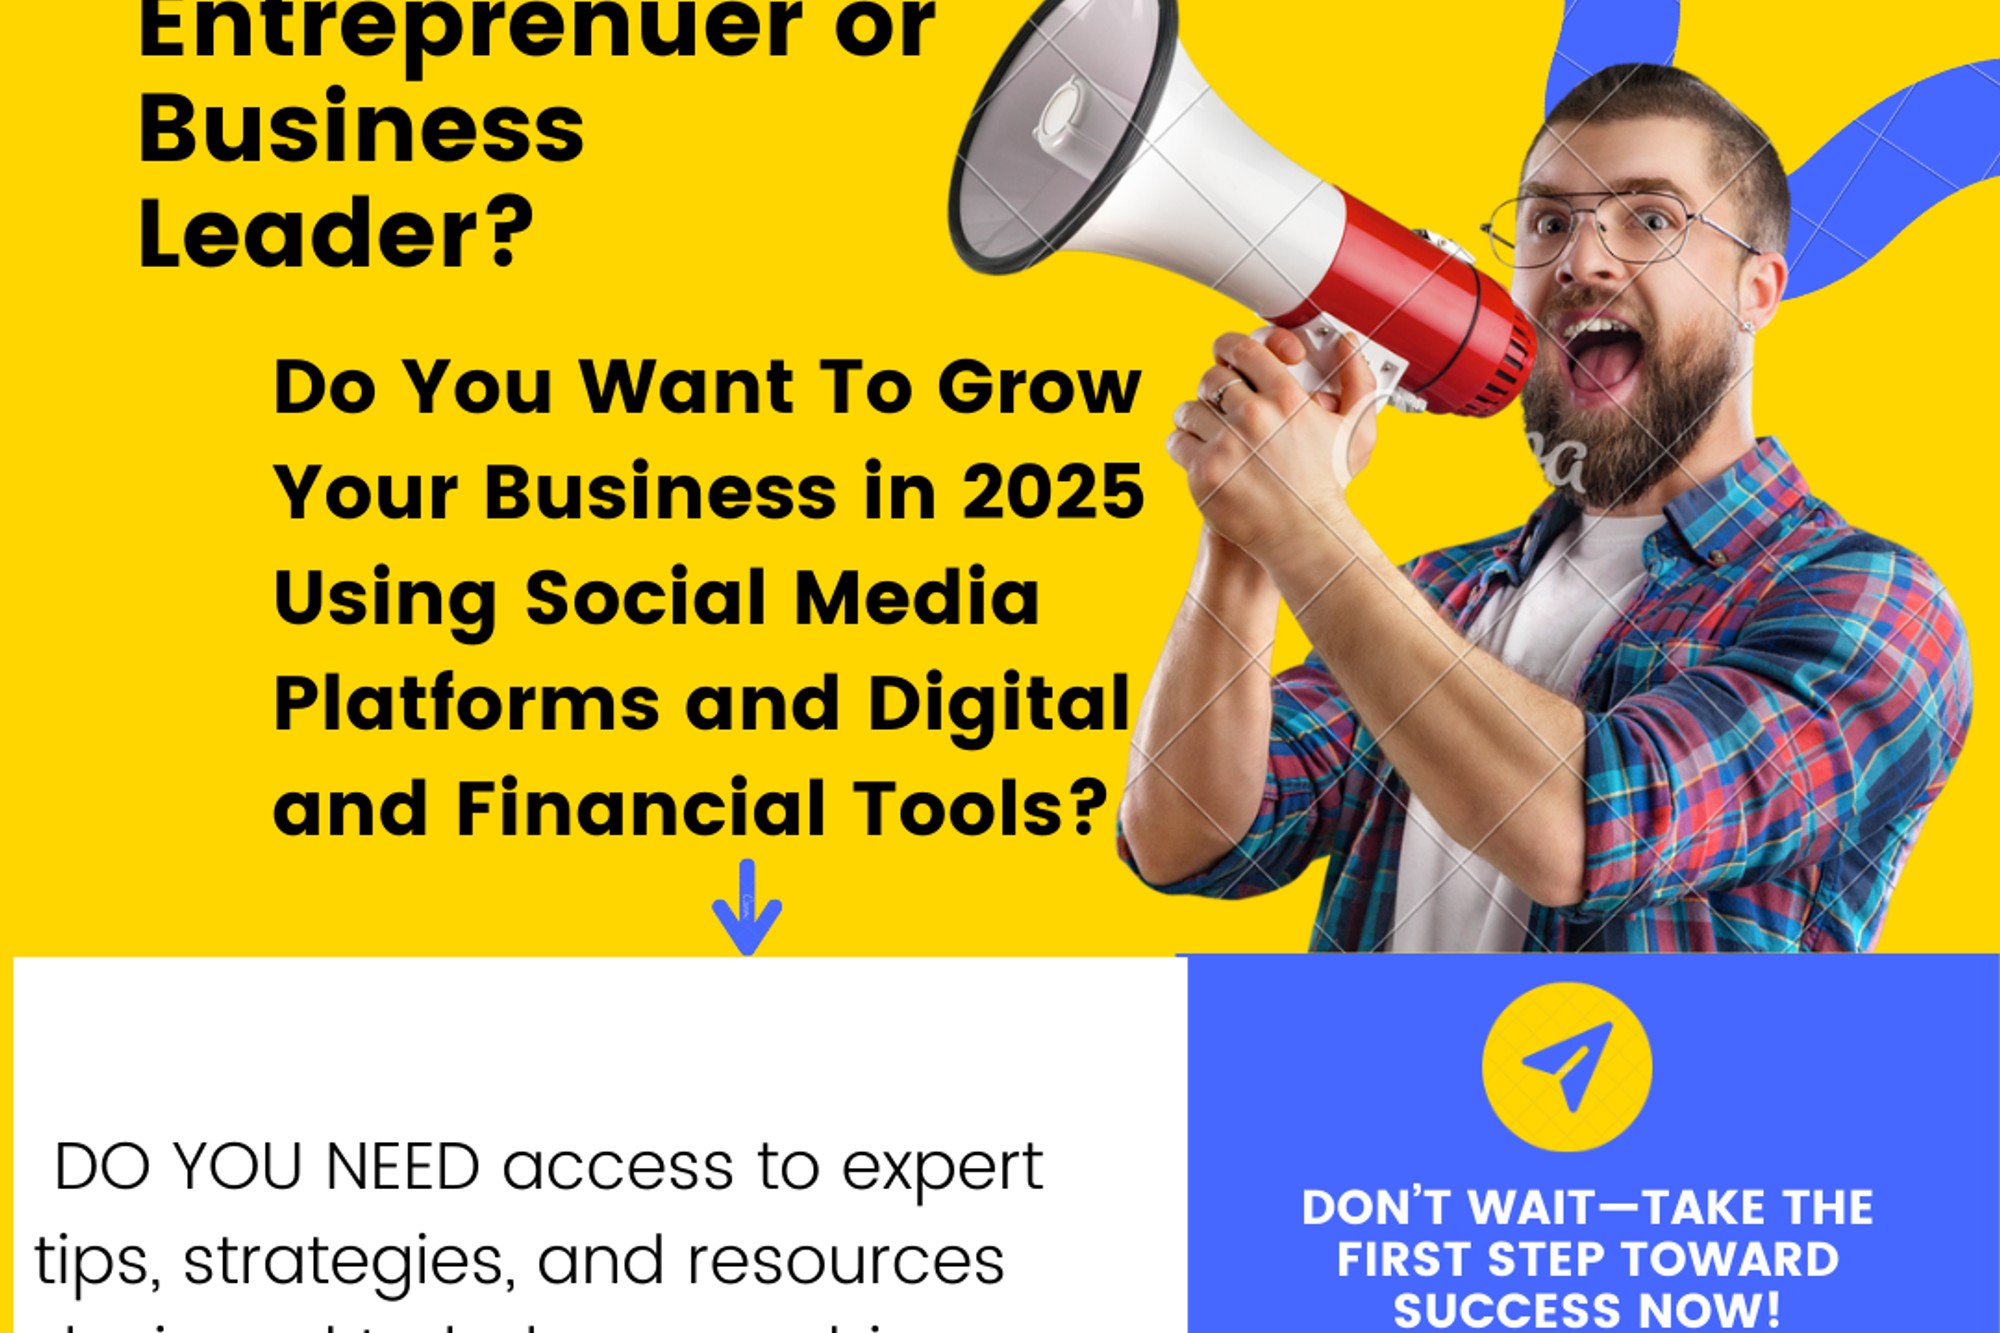 Entreprenuer or
Business
Leader?
Do You Want To Grow
Your Business in 2025
Using Social Media
Platforms and Digital
and Financial Tools?
DO YOU NEED access to expert
tips, strategies, and resources
DON'T WAIT—TAKE THE
FIRST STEP TOWARD
SUCCESS NOW!